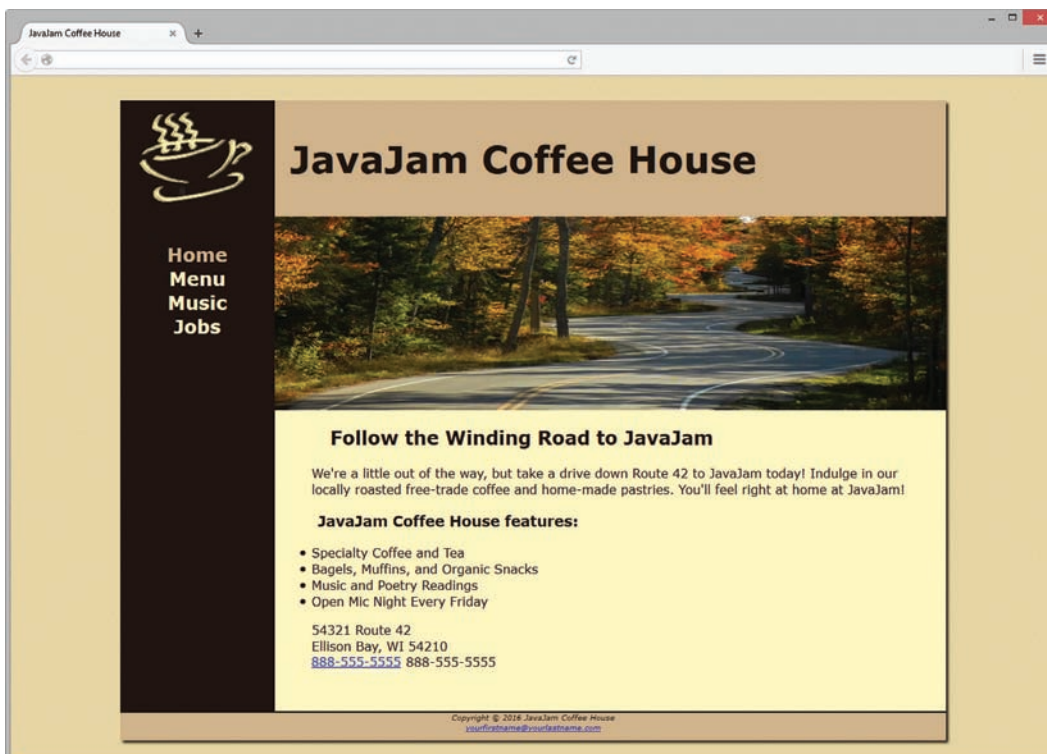 JavaJam Coffee House
JavaJam Coffee House
Home
Menu
Music
Jobs
Follow the Winding Road to JavaJam
We're a little out of the way, but take a drive down Route 42 to JavaJam today! Indulge in our
locally roasted free-trade coffee and home-made pastries. You'll feel right at home at JavaJam!
JavaJam Coffee House features:
• Specialty Coffee and Tea
• Bagels, Muffins, and Organic Snacks
• Music and Poetry Readings
• Open Mic Night Every Friday
54321 Route 42
Ellison Bay, WI 54210
888-555-5555 888-555-5555
Copyright © 2016 JavaJam Coffee House
yourfirstname@yourlastname.com